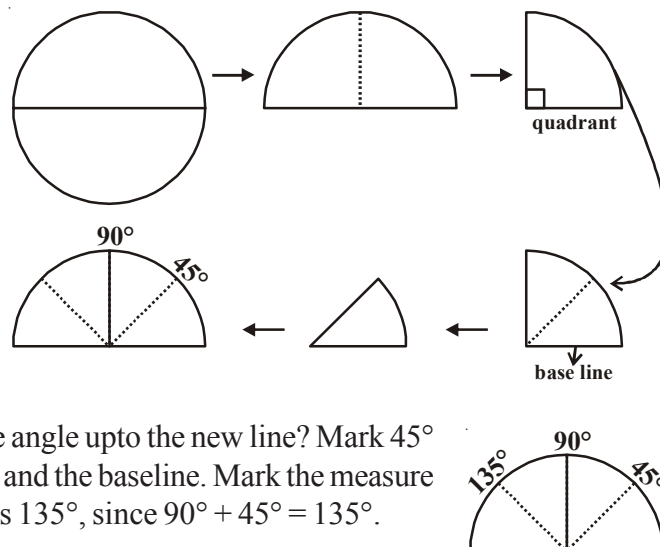 quadrant
90°
45°
base line
e angle upto the new line? Mark 45°
90°
and the baseline. Mark the measure
135°
45°
s 135°, since 90° + 45° = 135°.